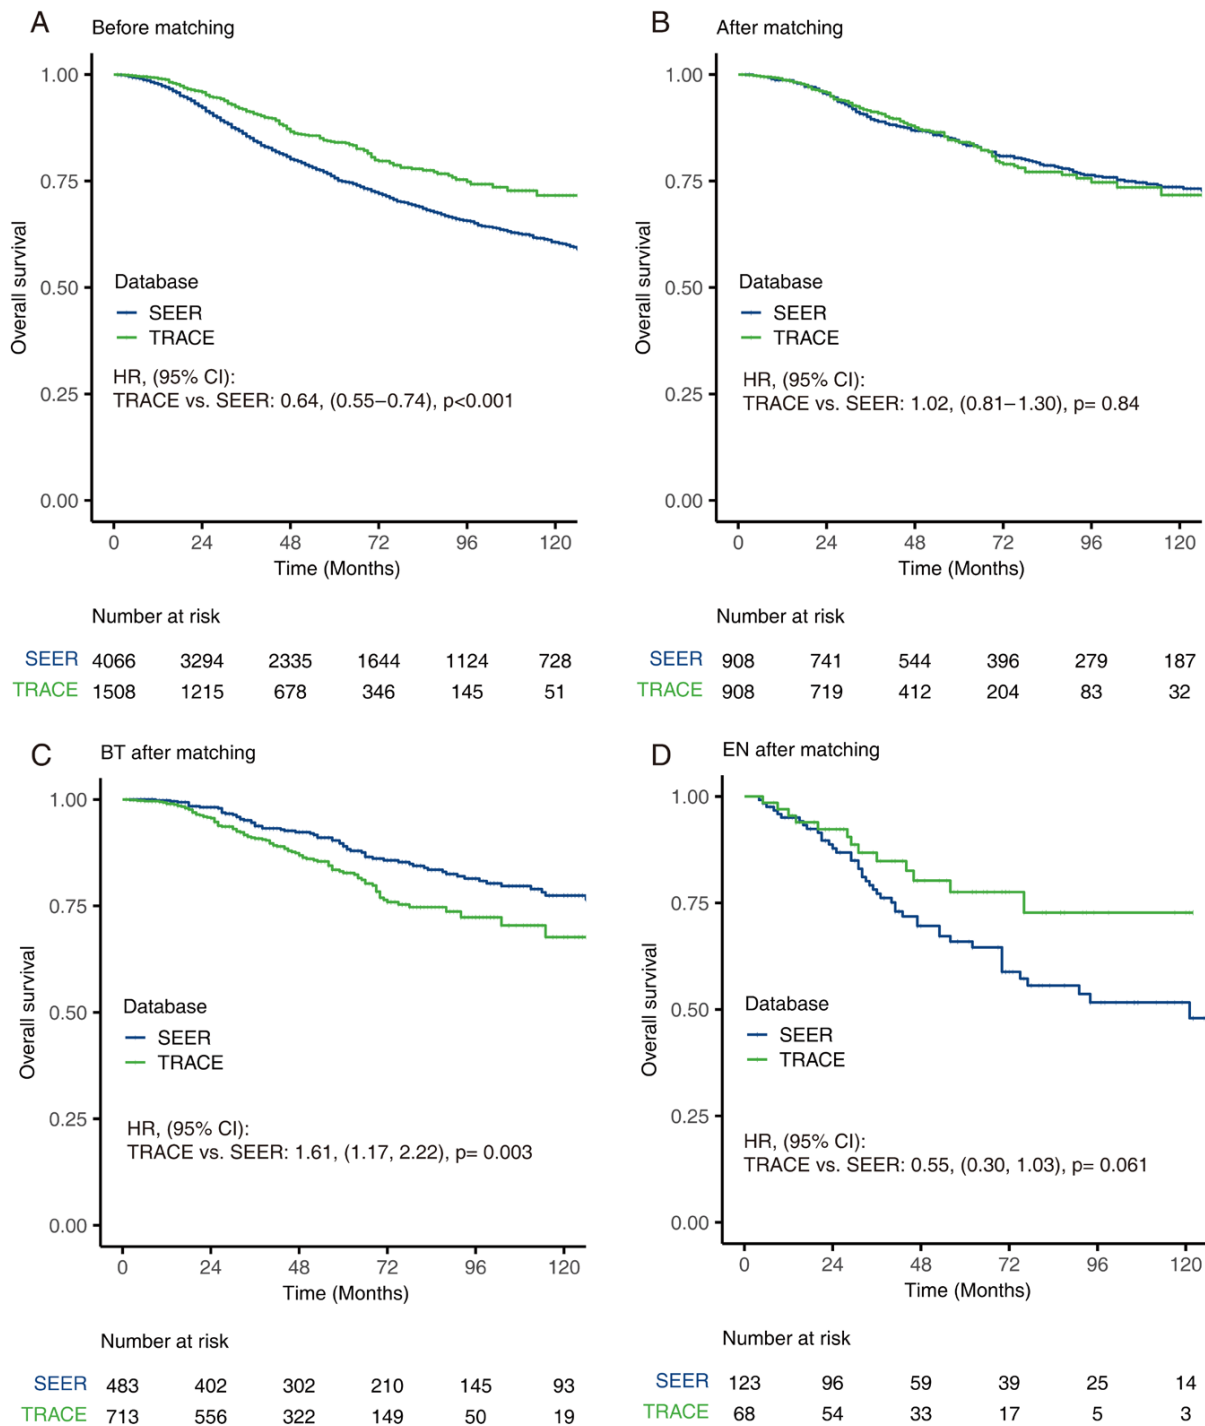 A
Before matching
1.00
0.75
0.50
0.25
0.00
Overall survival
Database
SEER
TRACE
HR, (95% CI):
TRACE vs. SEER: 0.64, (0.55–0.74), p<0.001
0 24 48 72 96 120
Time (Months)
Number at risk
SEER 4066 3294 2335 1644 1124 728
TRACE 1508 1215 678 346 145 51
B
After matching
1.00
0.75
0.50
0.25
0.00
Overall survival
Database
SEER
TRACE
HR, (95% CI):
TRACE vs. SEER: 1.02, (0.81–1.30), p= 0.84
0 24 48 72 96 120
Time (Months)
Number at risk
SEER 908 741 544 396 279 187
TRACE 908 719 412 204 83 32
C
BT after matching
1.00
0.75
0.50
0.25
0.00
Overall survival
Database
SEER
TRACE
HR, (95% CI):
TRACE vs. SEER: 1.61, (1.17, 2.22), p= 0.003
0 24 48 72 96 120
Time (Months)
Number at risk
SEER 483 402 302 210 145 93
TRACE 713 556 322 149 50 19
D
EN after matching
1.00
0.75
0.50
0.25
0.00
Overall survival
Database
SEER
TRACE
HR, (95% CI):
TRACE vs. SEER: 0.55, (0.30, 1.03), p= 0.061
0 24 48 72 96 120
Time (Months)
Number at risk
SEER 123 96 59 39 25 14
TRACE 68 54 33 17 5 3